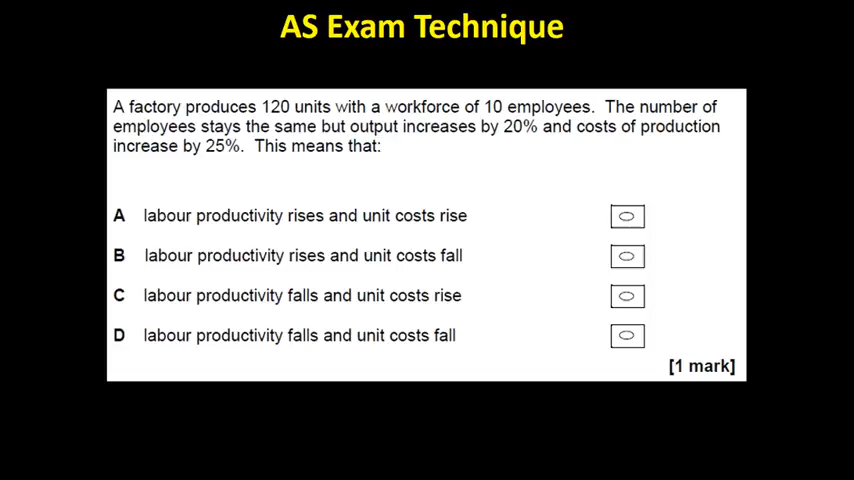 AS Exam Technique
A factory produces 120 units with a workforce of 10 employees. The number of
employees stays the same but output increases by 20% and costs of production
increase by 25%. This means that:
A labour productivity rises and unit costs rise
B labour productivity rises and unit costs fall
C labour productivity falls and unit costs rise
D labour productivity falls and unit costs fall
[1 mark]